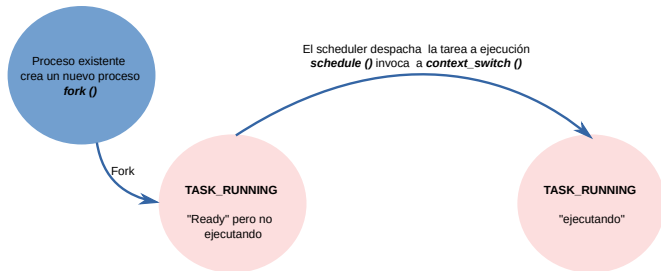 Proceso existente
crea un nuevo proceso
fork ()
El scheduler despacha la tarea a ejecución
schedule () invoca a context_switch ()
Fork
TASK_RUNNING
"Ready" pero no
ejecutando
TASK_RUNNING
"ejecutando"